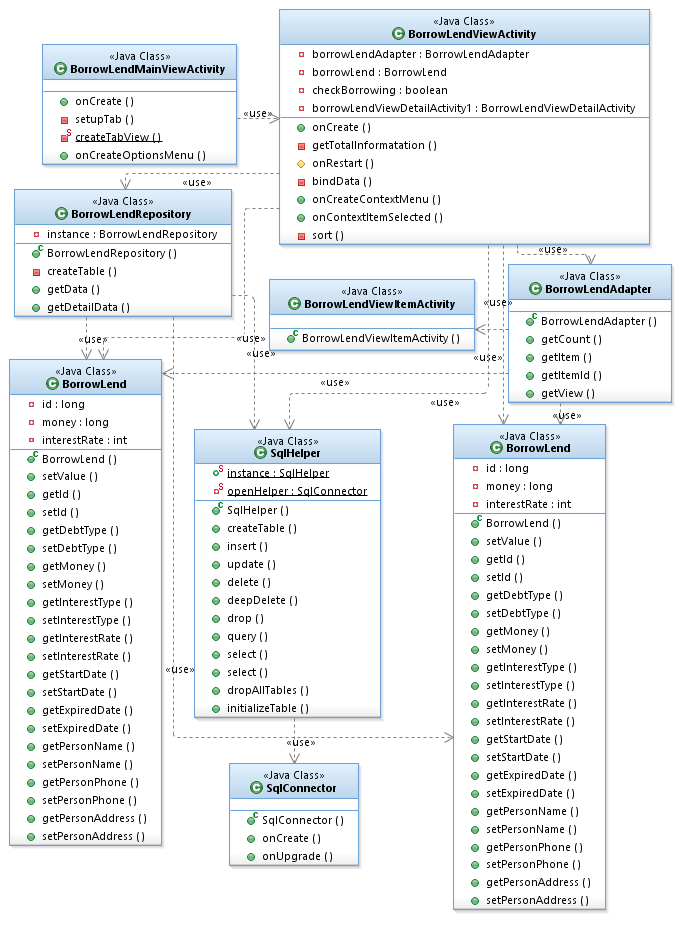 «Java Class»
BorrowLendMainViewActivity
onCreate ( )
setupTab ( )
createTabView ( )
onCreateOptionsMenu ( )
«use»
«Java Class»
BorrowLendViewActivity
borrowLendAdapter : BorrowLendAdapter
borrowLend : BorrowLend
checkBorrowing : boolean
borrowLendViewDetailActivity1 : BorrowLendViewDetailActivity
onCreate ( )
getTotalInformatation ( )
onRestart ( )
bindData ( )
onCreateContextMenu ( )
onContextItemSelected ( )
sort ( )
«use»
«use»
«Java Class»
BorrowLendRepository
instance : BorrowLendRepository
BorrowLendRepository ( )
createTable ( )
getData ( )
getDetailData ( )
«use»
«use»
«use»
«Java Class»
BorrowLendViewItemActivity
BorrowLendViewItemActivity ( )
«use»
«use»
«Java Class»
BorrowLendAdapter
BorrowLendAdapter ( )
getCount ( )
getItem ( )
getItemId ( )
getView ( )
«use»
«use»
«use»
«Java Class»
BorrowLend
id : long
money : long
interestRate : int
BorrowLend ( )
setValue ( )
getId ( )
setId ( )
getDebtType ( )
setDebtType ( )
getMoney ( )
setMoney ( )
getInterestType ( )
setInterestType ( )
getInterestRate ( )
setInterestRate ( )
getStartDate ( )
setStartDate ( )
getExpiredDate ( )
setExpiredDate ( )
getPersonName ( )
setPersonName ( )
getPersonPhone ( )
setPersonPhone ( )
getPersonAddress ( )
setPersonAddress ( )
«use»
«Java Class»
SqlHelper
instance : SqlHelper
openHelper : SqlConnector
SqlHelper ( )
createTable ( )
insert ( )
update ( )
delete ( )
deepDelete ( )
drop ( )
query ( )
select ( )
select ( )
dropAllTables ( )
initializeTable ( )
«use»
«Java Class»
SqlConnector
SqlConnector ( )
onCreate ( )
onUpgrade ( )
«Java Class»
BorrowLend
id : long
money : long
interestRate : int
BorrowLend ( )
setValue ( )
getId ( )
setId ( )
getDebtType ( )
setDebtType ( )
getMoney ( )
setMoney ( )
getInterestType ( )
setInterestType ( )
getInterestRate ( )
setInterestRate ( )
getStartDate ( )
setStartDate ( )
getExpiredDate ( )
setExpiredDate ( )
getPersonName ( )
setPersonName ( )
getPersonPhone ( )
setPersonPhone ( )
getPersonAddress ( )
setPersonAddress ( )